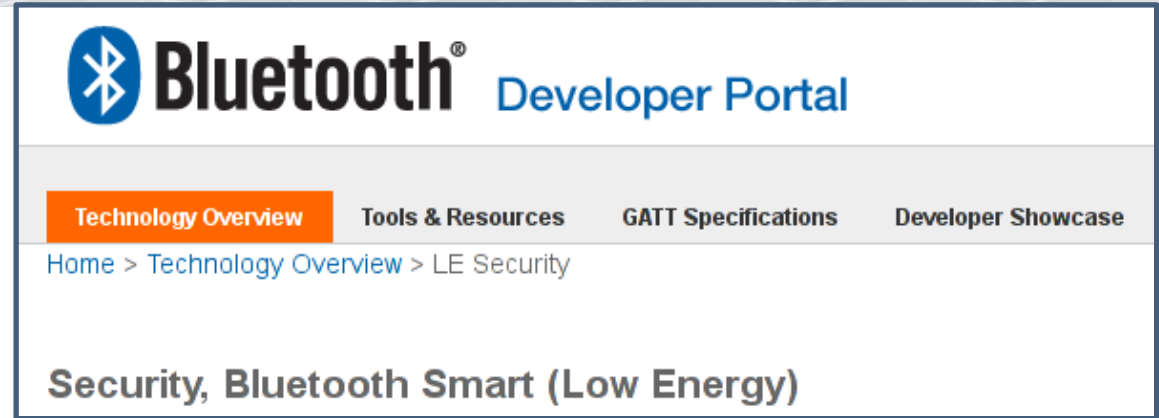 Bluetooth® Developer Portal
Technology Overview Tools & Resources GATT Specifications Developer Showcase
Home > Technology Overview > LE Security
Security, Bluetooth Smart (Low Energy)